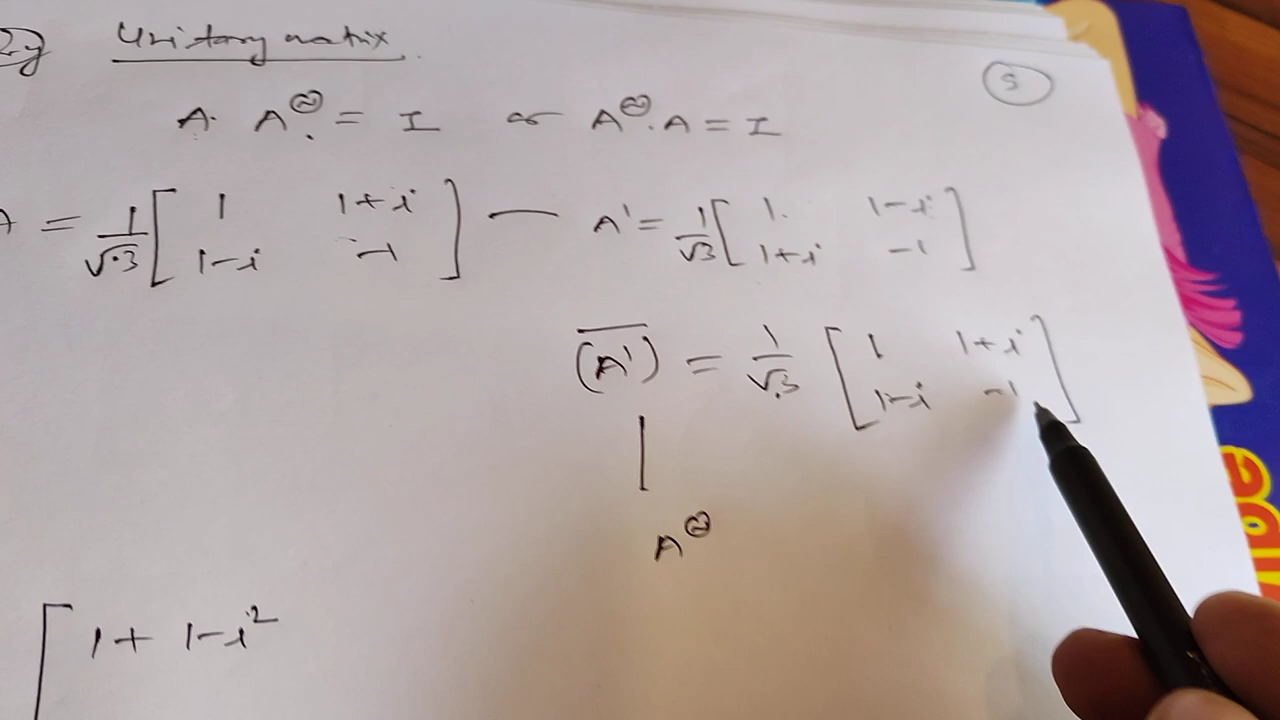 2) Unitary matrix.
5
A. A^Θ. = I or A^Θ.A = I
A = 1/√3 [ 1 1+i ; 1-i -1 ] — A' = 1/√3 [ 1. 1-i ; 1+i -1 ]
(A')‾ = 1/√3 [ 1 1+i ; 1-i -1 ]
A^Θ
[ 1 + 1-i²